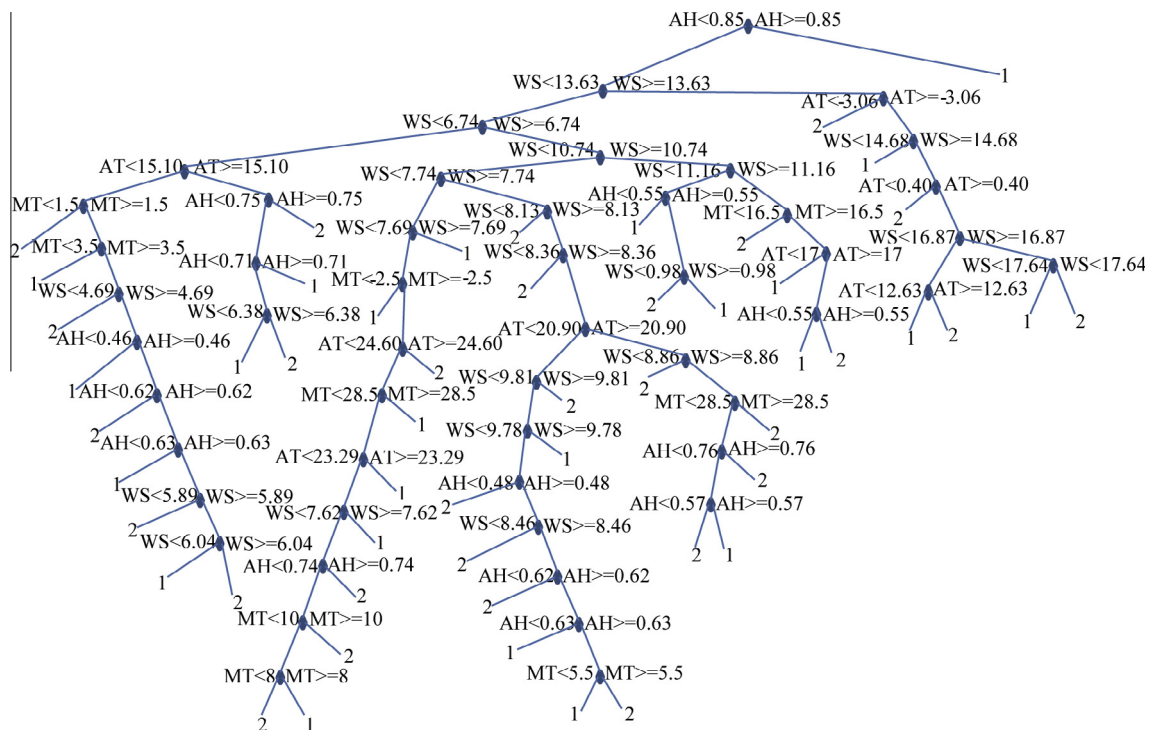 AH<0.85 AH>=0.85
1
WS<13.63 WS>=13.63
AT<-3.06 AT>=-3.06
2
WS<6.74 WS>=6.74
WS<14.68 WS>=14.68
1
WS<10.74 WS>=10.74
AT<15.10 AT>=15.10
WS<7.74 WS>=7.74
WS<11.16 WS>=11.16
AT<0.40 AT>=0.40
2
MT<1.5 MT>=1.5
2
AH<0.75 AH>=0.75
2
WS<8.13 WS>=8.13
2
AH<0.55 AH>=0.55
1
MT<16.5 MT>=16.5
2
WS<7.69 WS>=7.69
1
WS<16.87 WS>=16.87
MT<3.5 MT>=3.5
1
AH<0.71 AH>=0.71
1
WS<8.36 WS>=8.36
2
AT<17 AT>=17
1
WS<17.64 WS<17.64
1 2
MT<-2.5 MT>=-2.5
1
WS<0.98 WS>=0.98
2 1
WS<4.69 WS>=4.69
2
AT<12.63 AT>=12.63
1 2
WS<6.38 WS>=6.38
1 2
AH<0.55 AH>=0.55
1 2
AT<20.90 AT>=20.90
AH<0.46 AH>=0.46
1
AT<24.60 AT>=24.60
2
WS<8.86 WS>=8.86
2
WS<9.81 WS>=9.81
2
AH<0.62 AH>=0.62
2
MT<28.5 MT>=28.5
1
MT<28.5 MT>=28.5
2
WS<9.78 WS>=9.78
1
AH<0.63 AH>=0.63
1
AH<0.76 AH>=0.76
2
AT<23.29 AT>=23.29
1
AH<0.48 AH>=0.48
2
WS<5.89 WS>=5.89
2
AH<0.57 AH>=0.57
2 1
WS<7.62 WS>=7.62
1
WS<8.46 WS>=8.46
2
WS<6.04 WS>=6.04
1 2
AH<0.74 AH>=0.74
2
AH<0.62 AH>=0.62
2
MT<10 MT>=10
2
AH<0.63 AH>=0.63
1
MT<8 MT>=8
2 1
MT<5.5 MT>=5.5
1 2